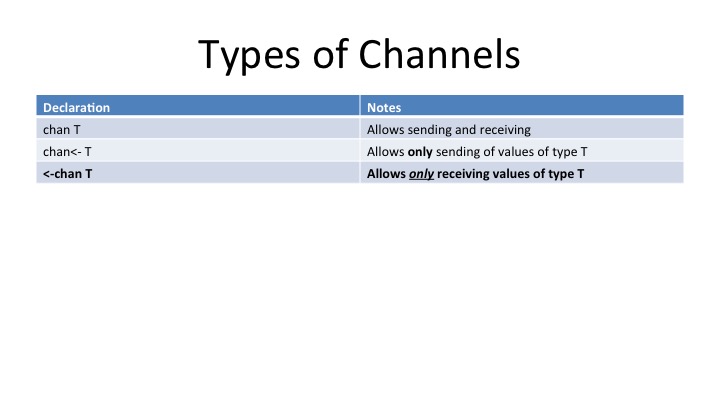 Types of Channels
Declaration Notes
chan T Allows sending and receiving
chan<- T Allows only sending of values of type T
<-chan T Allows only receiving values of type T